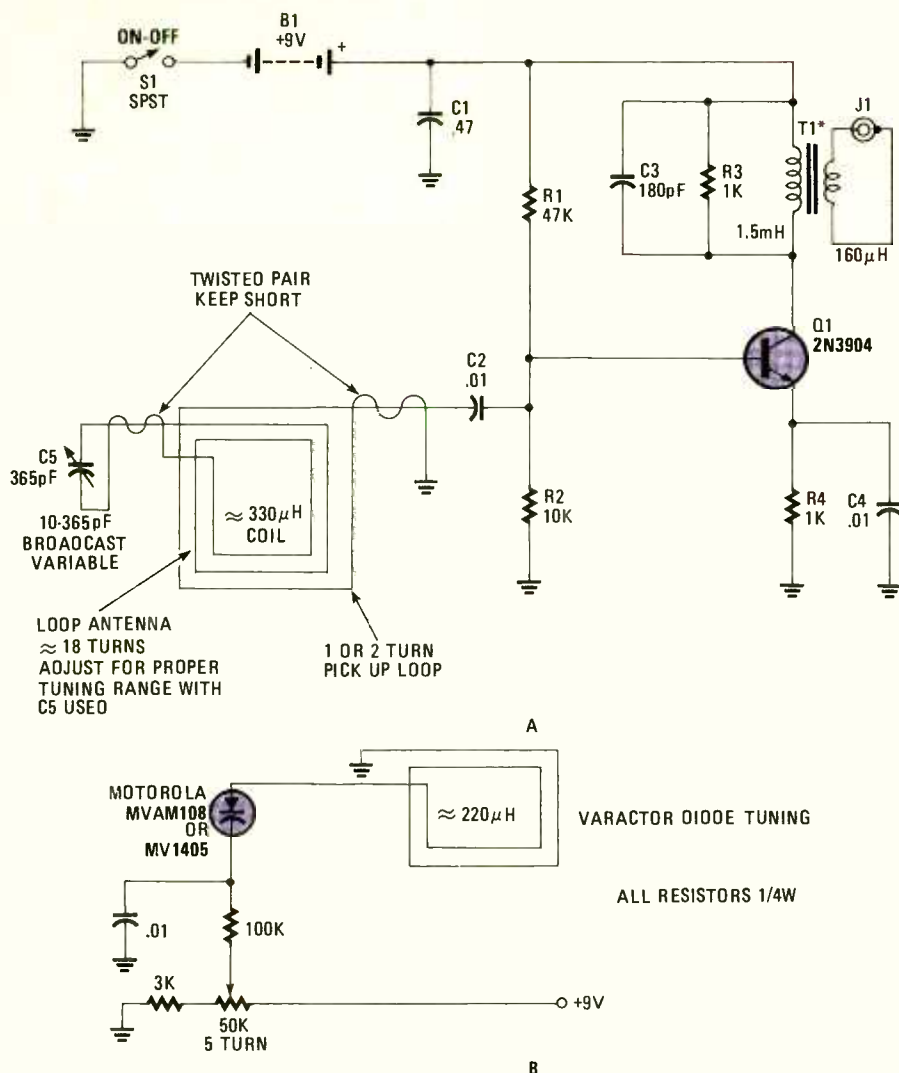 ON-OFF
S1
SPST
B1
+9V
+
C1
.47
R1
47K
C3
180pF
R3
1K
T1*
J1
1.5mH
160µH
TWISTED PAIR
KEEP SHORT
C2
.01
Q1
2N3904
C5
365pF
10-365pF
BROADCAST
VARIABLE
≈ 330µH
COIL
R2
10K
R4
1K
C4
.01
LOOP ANTENNA
≈ 18 TURNS
ADJUST FOR PROPER
TUNING RANGE WITH
C5 USED
1 OR 2 TURN
PICK UP LOOP
A
MOTOROLA
MVAM108
OR
MV1405
≈ 220µH
VARACTOR DIODE TUNING
ALL RESISTORS 1/4W
.01
100K
3K
50K
5 TURN
+9V
B